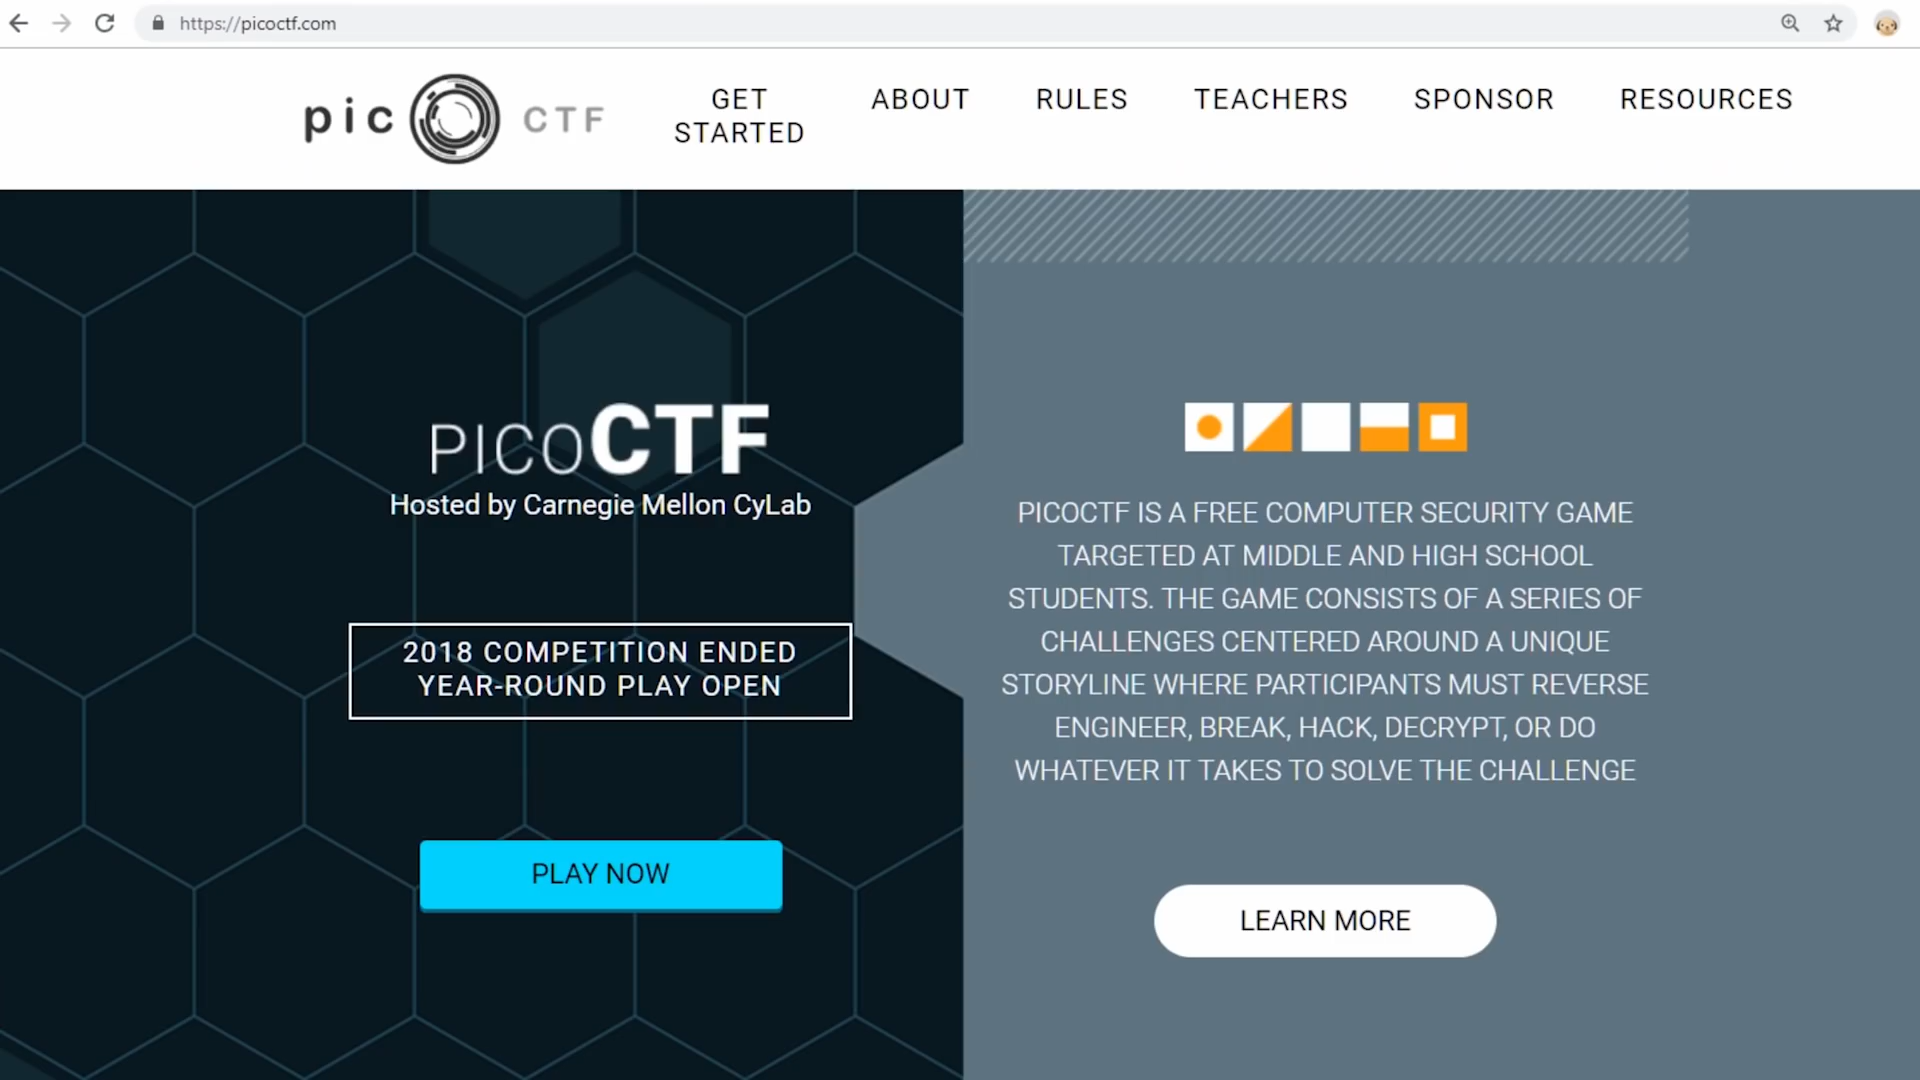 https://picoctf.com
pic CTF
GET
STARTED
ABOUT
RULES
TEACHERS
SPONSOR
RESOURCES
PICOCTF
Hosted by Carnegie Mellon CyLab
2018 COMPETITION ENDED
YEAR-ROUND PLAY OPEN
PLAY NOW
PICOCTF IS A FREE COMPUTER SECURITY GAME
TARGETED AT MIDDLE AND HIGH SCHOOL
STUDENTS. THE GAME CONSISTS OF A SERIES OF
CHALLENGES CENTERED AROUND A UNIQUE
STORYLINE WHERE PARTICIPANTS MUST REVERSE
ENGINEER, BREAK, HACK, DECRYPT, OR DO
WHATEVER IT TAKES TO SOLVE THE CHALLENGE
LEARN MORE